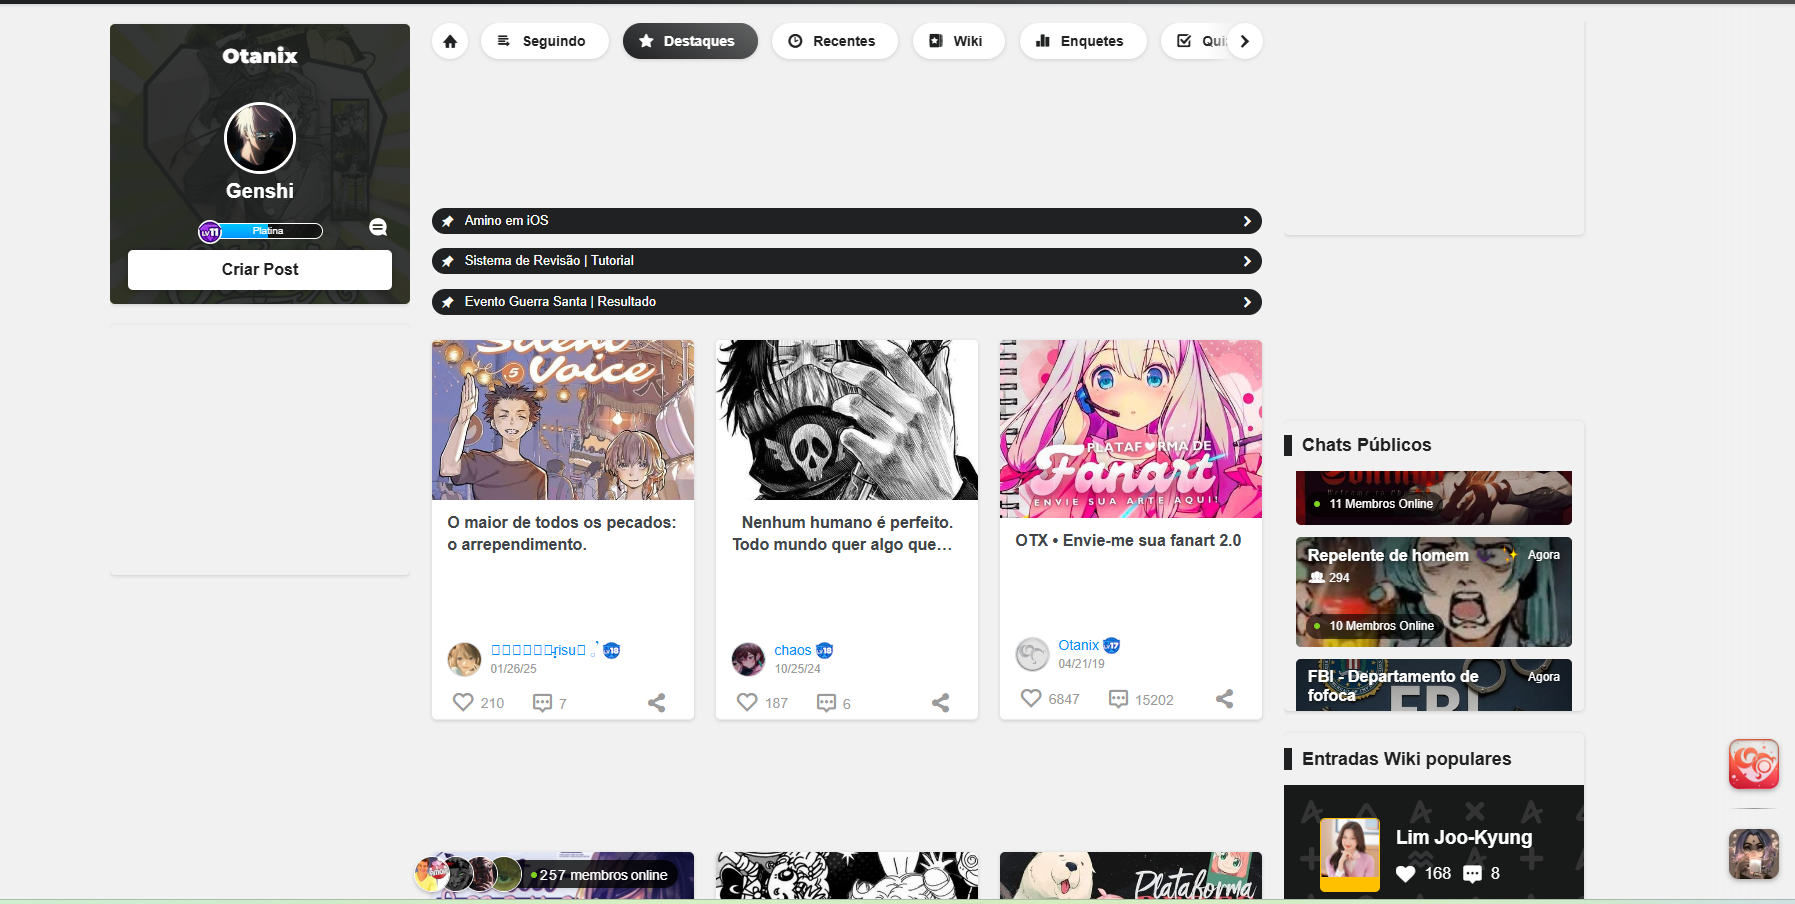 Otanix
Genshi
LV11
Platina
Criar Post
Seguindo
Destaques
Recentes
Wiki
Enquetes
Amino em iOS
Sistema de Revisão | Tutorial
Evento Guerra Santa | Resultado
Silent
Voice
5
O maior de todos os pecados:
o arrependimento.
risu
LV18
01/26/25
210
7
Nenhum humano é perfeito.
Todo mundo quer algo que...
chaos
LV18
10/25/24
187
6
PLATAFORMA DE
Fanart
ENVIE SUA ARTE AQUI!
OTX • Envie-me sua fanart 2.0
Otanix
LV17
04/21/19
6847
15202
257 membros online
Plataforma
Chats Públicos
11 Membros Online
Repelente de homem
Agora
294
10 Membros Online
FBI - Departamento de
fofoca
Agora
FBI
Entradas Wiki populares
Lim Joo-Kyung
168
8